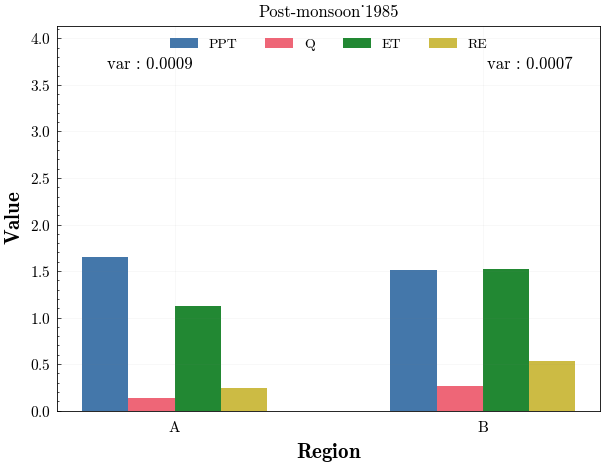 Post-monsoon˙1985
PPT Q ET RE
var : 0.0009
var : 0.0007
4.0
3.5
3.0
2.5
2.0
1.5
1.0
0.5
0.0
Value
A B
Region